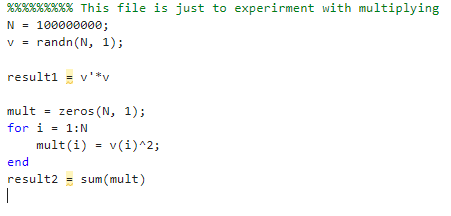 %%%%%%%%% This file is just to experirment with multiplying
N = 100000000;
v = randn(N, 1);
result1 = v'*v
mult = zeros(N, 1);
for i = 1:N
mult(i) = v(i)^2;
end
result2 = sum(mult)